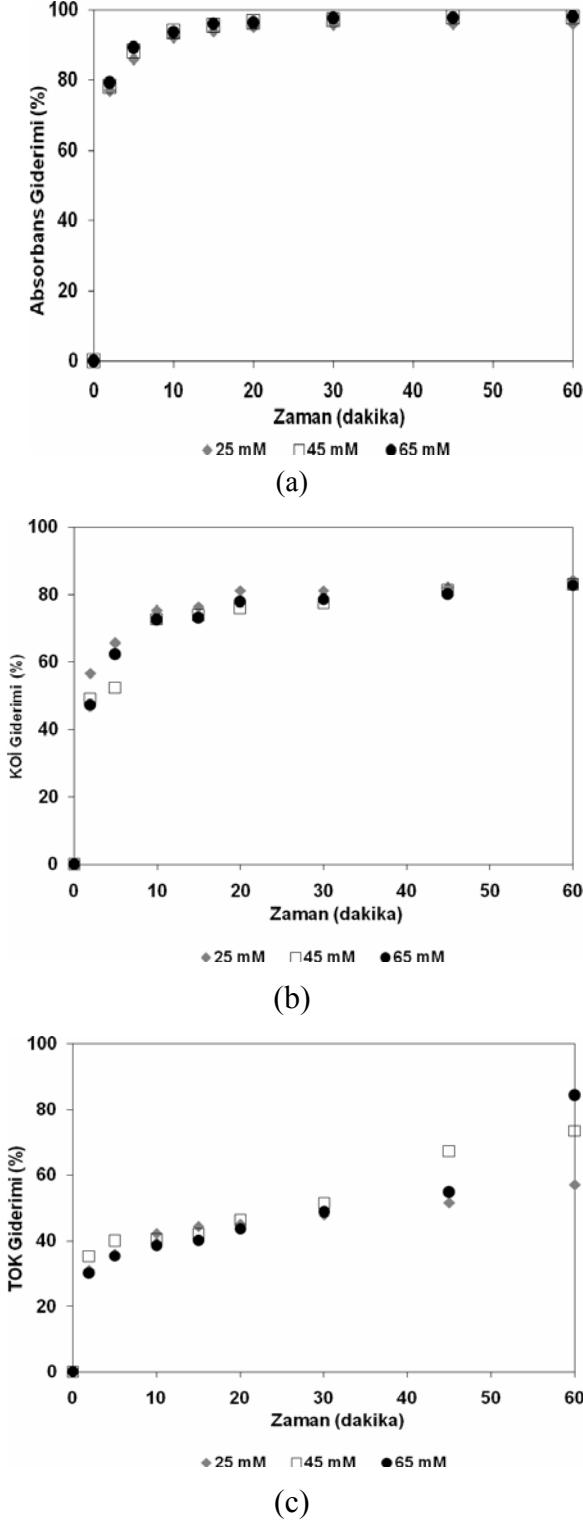 100
80
60
40
20
0
Absorbans Giderimi (%)
0 10 20 30 40 50 60
Zaman (dakika)
25 mM 45 mM 65 mM
(a)
100
80
60
40
20
0
KOİ Giderimi (%)
0 10 20 30 40 50 60
Zaman (dakika)
25 mM 45 mM 65 mM
(b)
100
80
60
40
20
0
TOK Giderimi (%)
0 10 20 30 40 50 60
Zaman (dakika)
25 mM 45 mM 65 mM
(c)